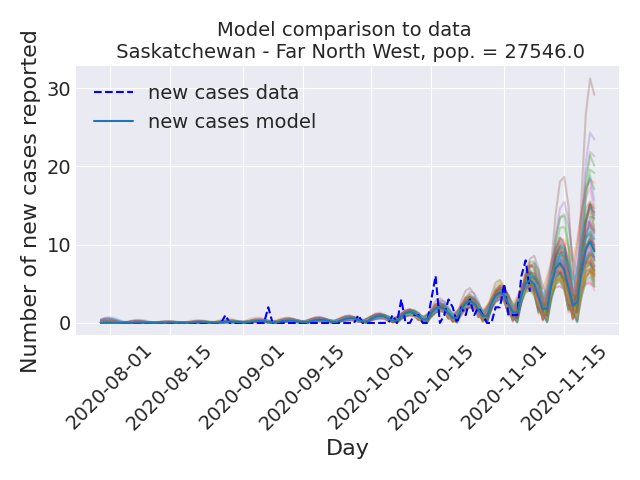 Model comparison to data
Saskatchewan - Far North West, pop. = 27546.0
Number of new cases reported
30
20
10
0
new cases data
new cases model
2020-08-01
2020-08-15
2020-09-01
2020-09-15
2020-10-01
2020-10-15
2020-11-01
2020-11-15
Day